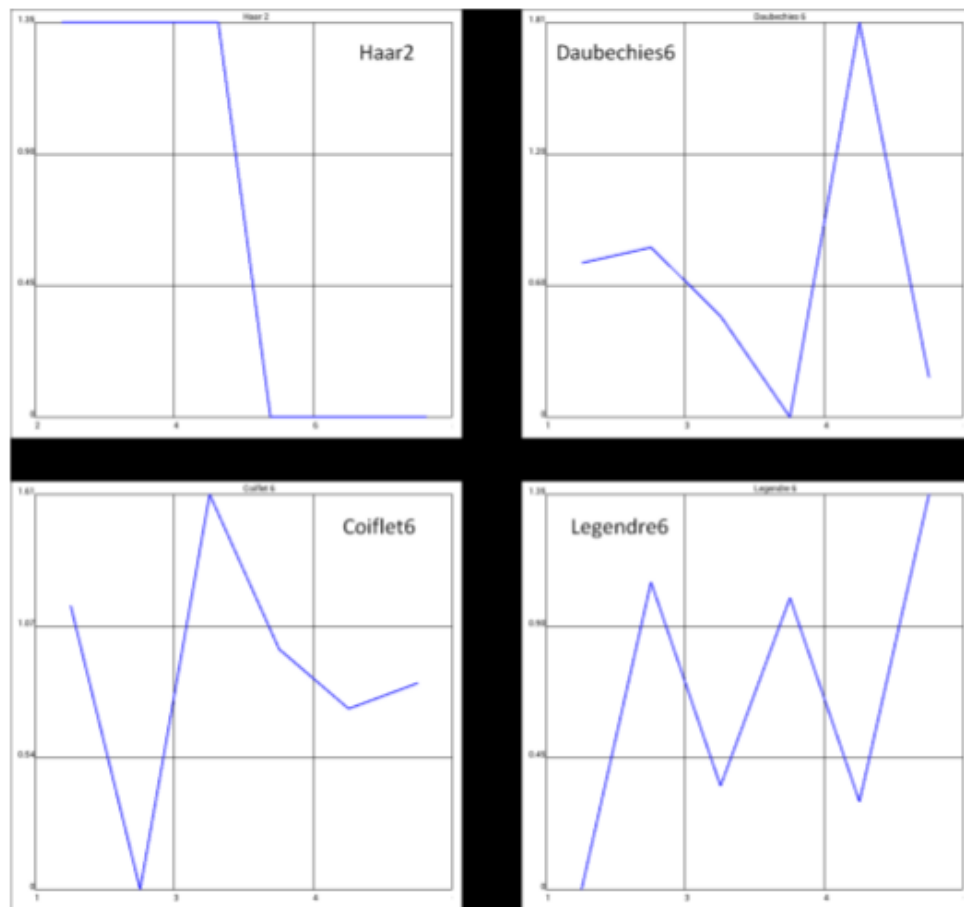 Haar 2
1.35
Haar2
0.90
0.45
0
2 4 6
Daubechies 6
1.81
Daubechies6
1.20
0.60
0
1 3 4
Coiflet 6
1.61
Coiflet6
1.07
0.54
0
1 3 4
Legendre 6
1.35
Legendre6
0.90
0.45
0
1 3 4